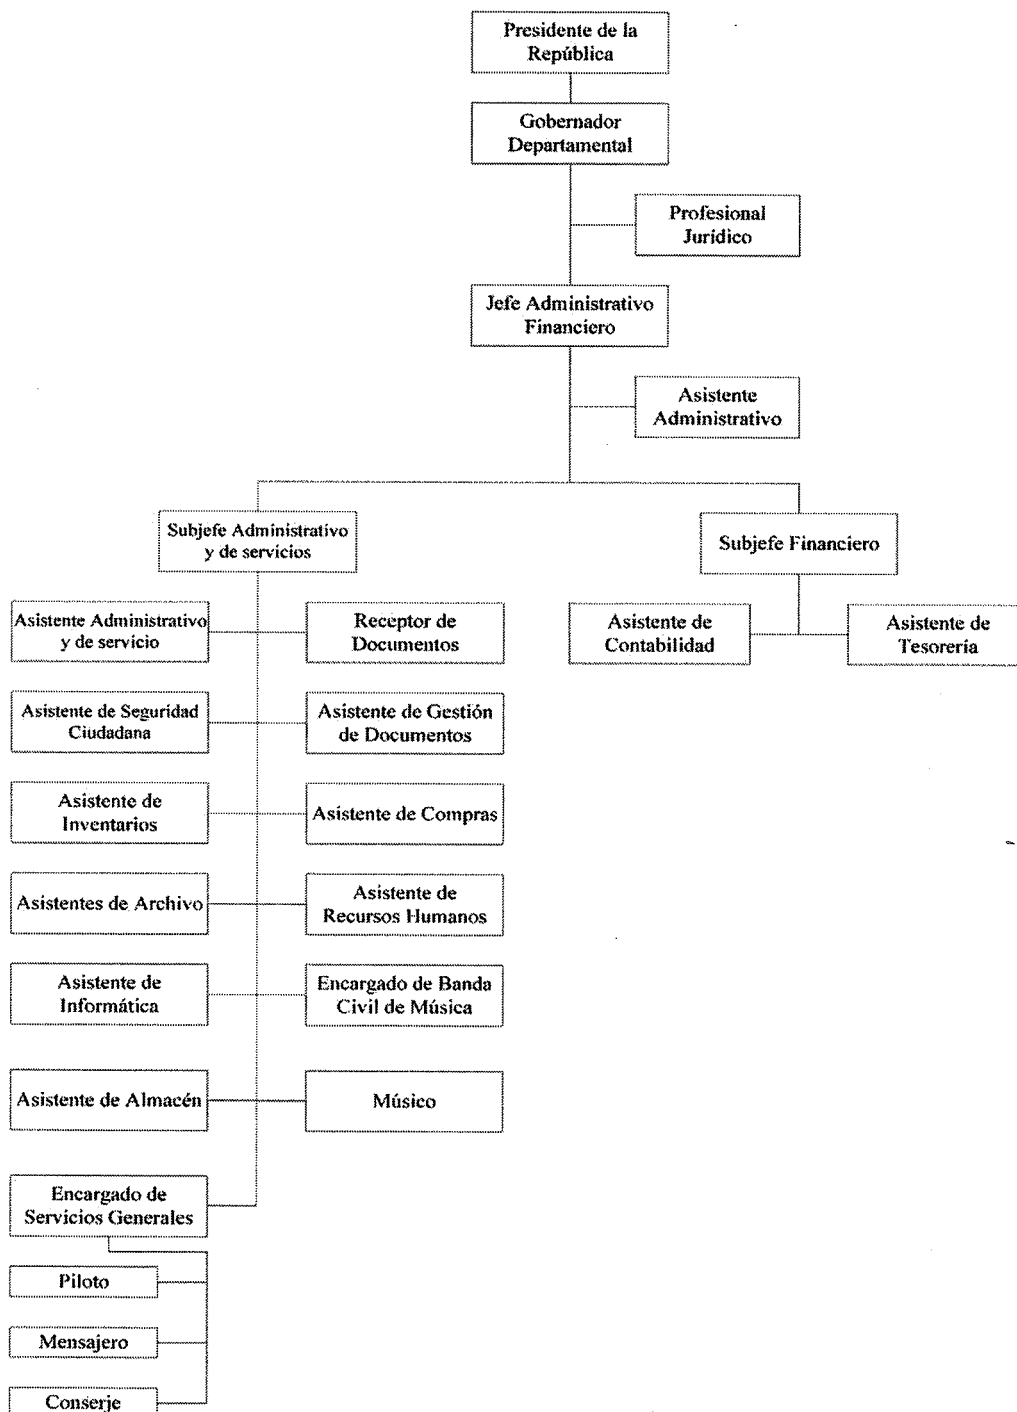 Presidente de la
República
Gobernador
Departamental
Profesional
Jurídico
Jefe Administrativo
Financiero
Asistente
Administrativo
Subjefe Administrativo
y de servicios
Subjefe Financiero
Asistente Administrativo
y de servicio
Receptor de
Documentos
Asistente de
Contabilidad
Asistente de
Tesorería
Asistente de Seguridad
Ciudadana
Asistente de Gestión
de Documentos
Asistente de
Inventarios
Asistente de Compras
Asistentes de Archivo
Asistente de
Recursos Humanos
Asistente de
Informática
Encargado de Banda
Civil de Música
Asistente de Almacén
Músico
Encargado de
Servicios Generales
Piloto
Mensajero
Conserje